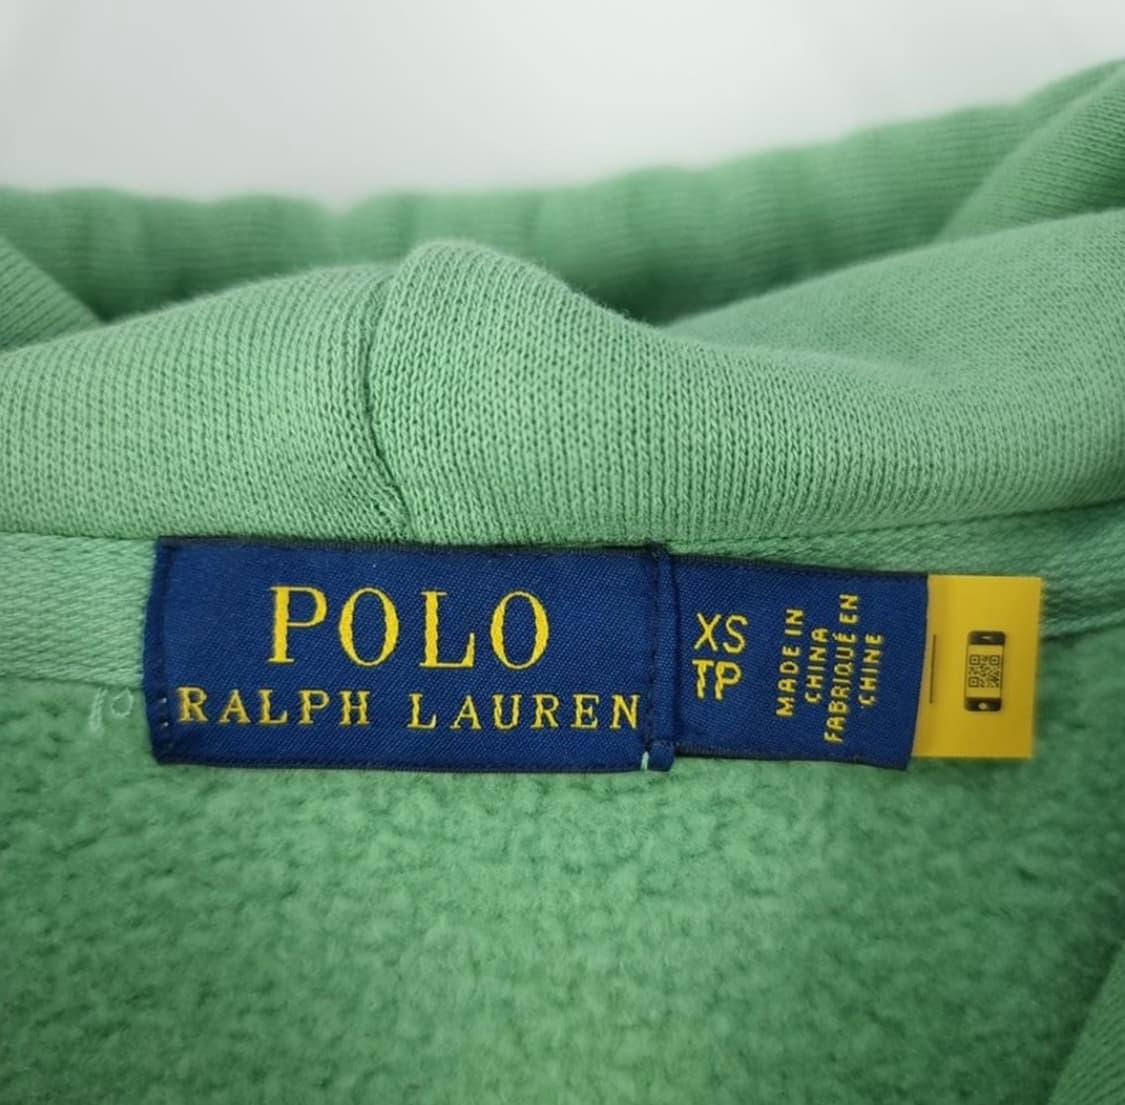 POLO
RALPH LAUREN
XS
TP
MADE IN
CHINA
FABRIQUÉ EN
CHINE